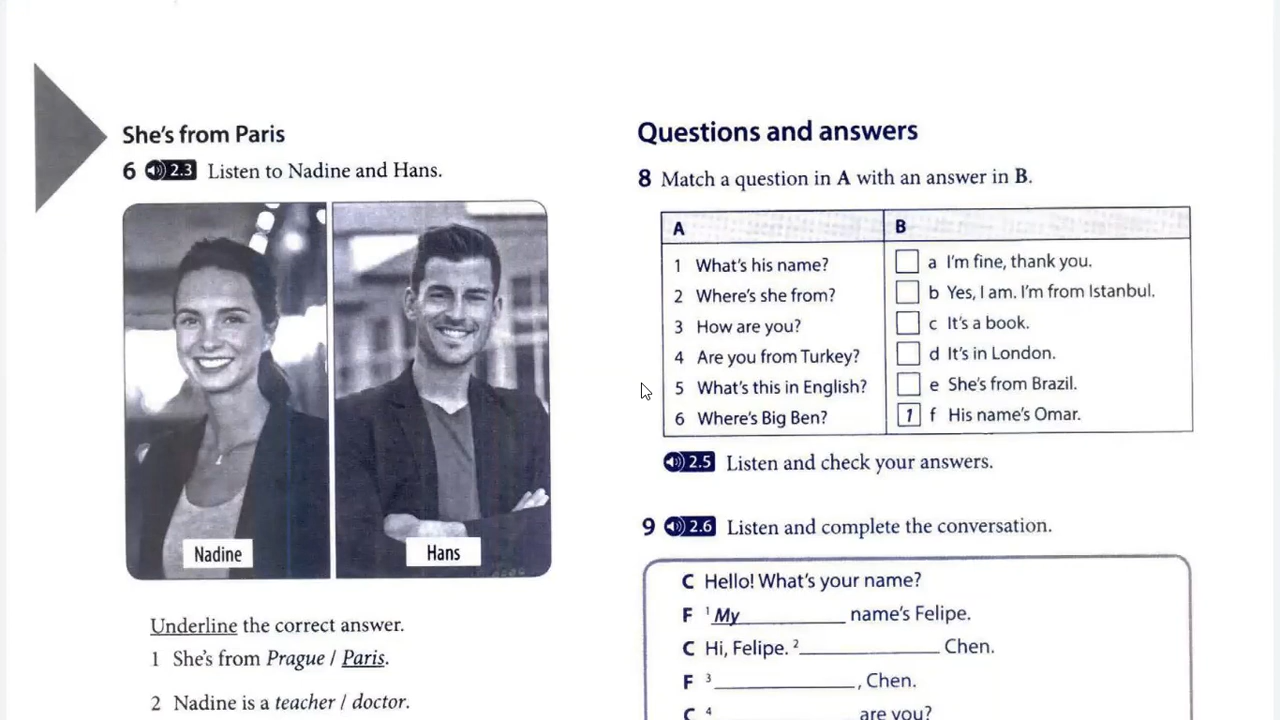 She's from Paris
6 2.3 Listen to Nadine and Hans.
Nadine
Hans
Underline the correct answer.
1 She's from Prague / Paris.
2 Nadine is a teacher / doctor.
Questions and answers
8 Match a question in A with an answer in B.
A B
1 What's his name? a I'm fine, thank you.
2 Where's she from? b Yes, I am. I'm from Istanbul.
3 How are you? c It's a book.
4 Are you from Turkey? d It's in London.
5 What's this in English? e She's from Brazil.
6 Where's Big Ben? 1 f His name's Omar.
2.5 Listen and check your answers.
9 2.6 Listen and complete the conversation.
C Hello! What's your name?
F 1 My__________ name's Felipe.
C Hi, Felipe. 2______________ Chen.
F 3______________, Chen.
C 4______________ are you?